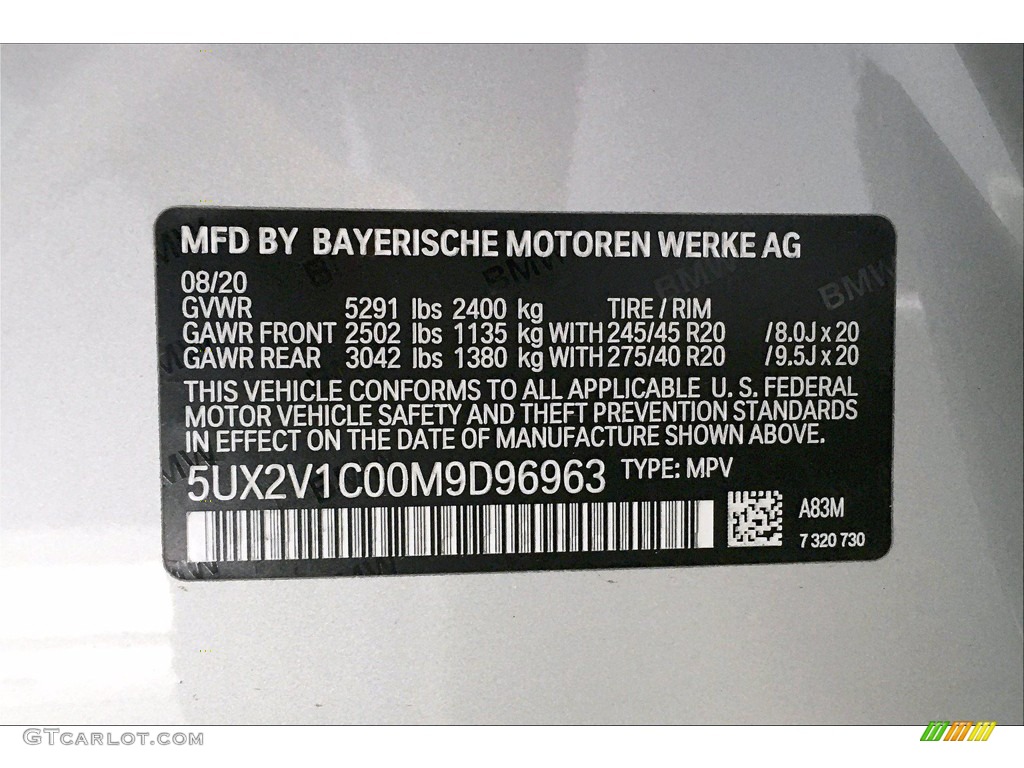 MFD BY BAYERISCHE MOTOREN WERKE AG
08/20
GVWR 5291 lbs 2400 kg TIRE / RIM
GAWR FRONT 2502 lbs 1135 kg WITH 245/45 R20 /8.0J x 20
GAWR REAR 3042 lbs 1380 kg WITH 275/40 R20 /9.5J x 20
THIS VEHICLE CONFORMS TO ALL APPLICABLE U. S. FEDERAL
MOTOR VEHICLE SAFETY AND THEFT PREVENTION STANDARDS
IN EFFECT ON THE DATE OF MANUFACTURE SHOWN ABOVE.
5UX2V1C00M9D96963 TYPE: MPV
A83M
7 320 730
BMW
GTCarlot.com